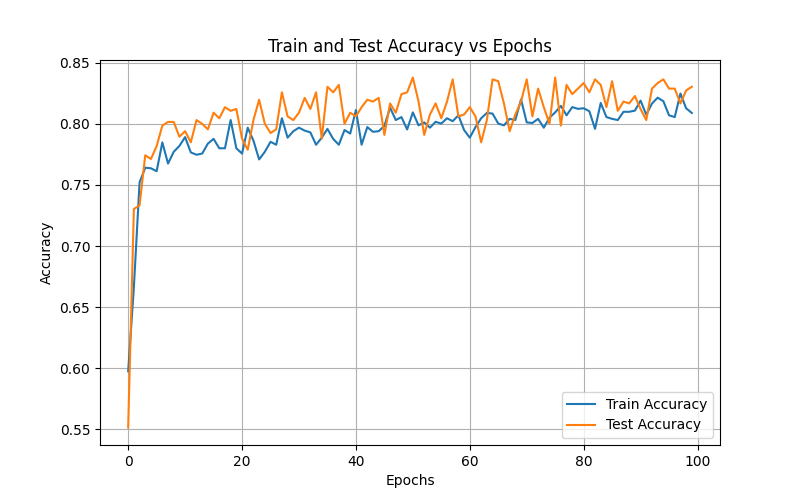 Train and Test Accuracy vs Epochs
0.85
0.80
0.75
0.70
0.65
0.60
0.55
Accuracy
0 20 40 60 80 100
Epochs
Train Accuracy
Test Accuracy